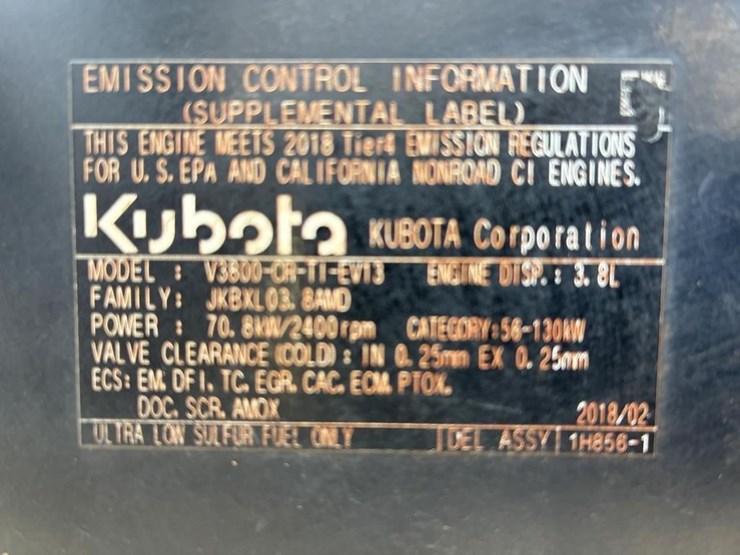 EMISSION CONTROL INFORMATION
(SUPPLEMENTAL LABEL)
THIS ENGINE MEETS 2018 Tier4 EMISSION REGULATIONS
FOR U.S.EPA AND CALIFORNIA NONROAD CI ENGINES.
Kubota KUBOTA Corporation
MODEL : V3800-CR-TI-EV13 ENGINE DISP.: 3.8L
FAMILY: JKBXL03.8AMD
POWER : 70.8kW/2400rpm CATEGORY:56-130kW
VALVE CLEARANCE (COLD): IN 0.25mm EX 0.25mm
ECS: EM. DFI. TC. EGR. CAC. ECM. PTOX.
DOC. SCR. AMOX
2018/02
ULTRA LOW SULFUR FUEL ONLY DEL ASSY 1H856-1